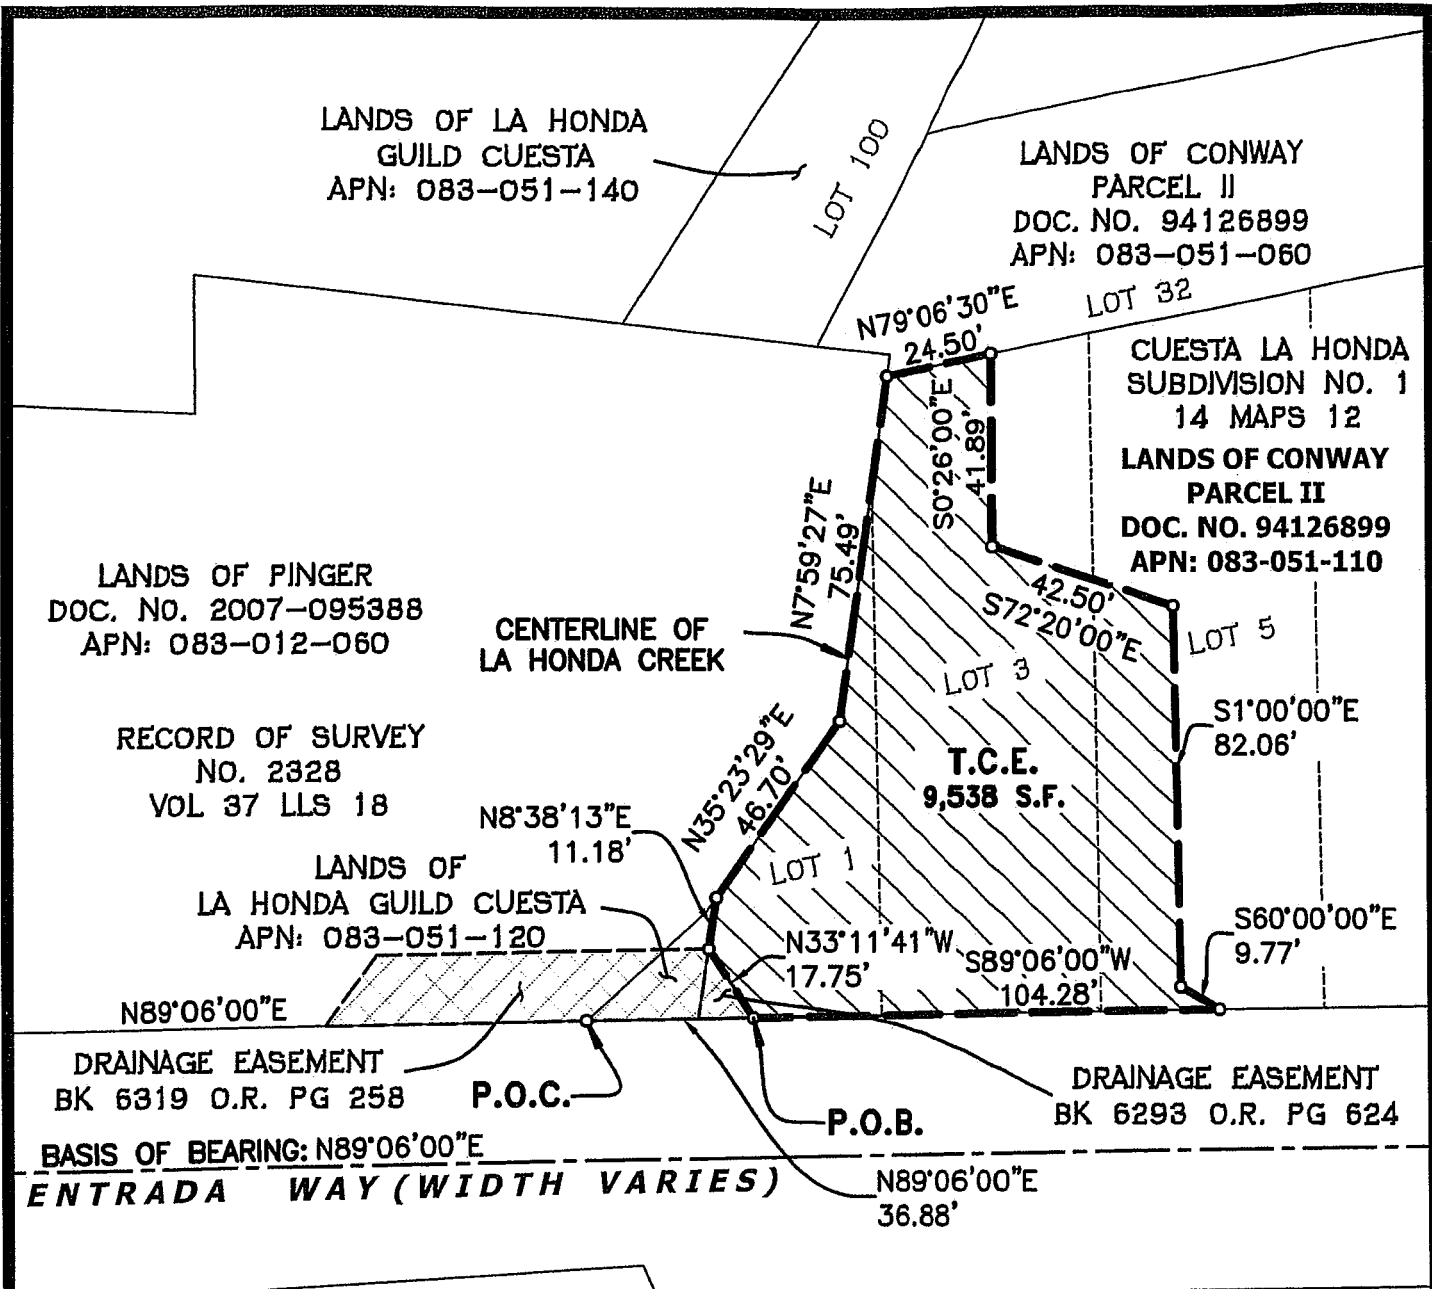 LANDS OF LA HONDA
GUILD CUESTA
APN: 083-051-140
LOT 100
LANDS OF CONWAY
PARCEL II
DOC. NO. 94126899
APN: 083-051-060
LOT 32
N79°06'30"E
24.50'
CUESTA LA HONDA
SUBDIVISION NO. 1
14 MAPS 12
LANDS OF CONWAY
PARCEL II
DOC. NO. 94126899
APN: 083-051-110
S0°26'00"E
41.89'
N7°59'27"E
75.49'
42.50'
S72°20'00"E
LOT 5
LANDS OF PINGER
DOC. NO. 2007-095388
APN: 083-012-060
CENTERLINE OF
LA HONDA CREEK
LOT 3
S1°00'00"E
82.06'
RECORD OF SURVEY
NO. 2328
VOL 37 LLS 18
T.C.E.
9,538 S.F.
N35°23'29"E
46.70'
N8°38'13"E
11.18'
LOT 1
LANDS OF
LA HONDA GUILD CUESTA
APN: 083-051-120
N33°11'41"W
17.75'
S89°06'00"W
104.28'
S60°00'00"E
9.77'
N89°06'00"E
DRAINAGE EASEMENT
BK 6319 O.R. PG 258
P.O.C.
P.O.B.
DRAINAGE EASEMENT
BK 6293 O.R. PG 624
BASIS OF BEARING: N89°06'00"E
ENTRADA WAY (WIDTH VARIES)
N89°06'00"E
36.88'